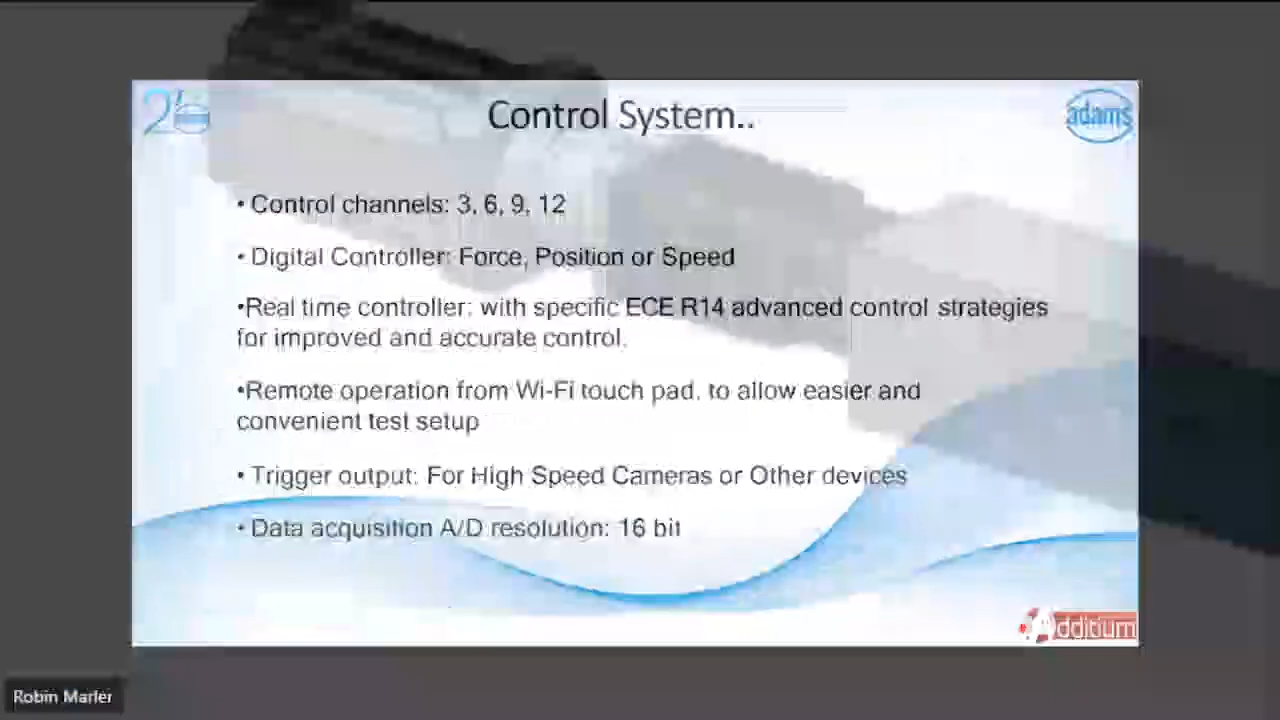 Control System..
adams
• Control channels: 3, 6, 9, 12
• Digital Controller: Force, Position or Speed
•Real time controller: with specific ECE R14 advanced control strategies
for improved and accurate control.
•Remote operation from Wi-Fi touch pad, to allow easier and
convenient test setup
• Trigger output: For High Speed Cameras or Other devices
• Data acquisition A/D resolution: 16 bit
Additium
Robin Marler